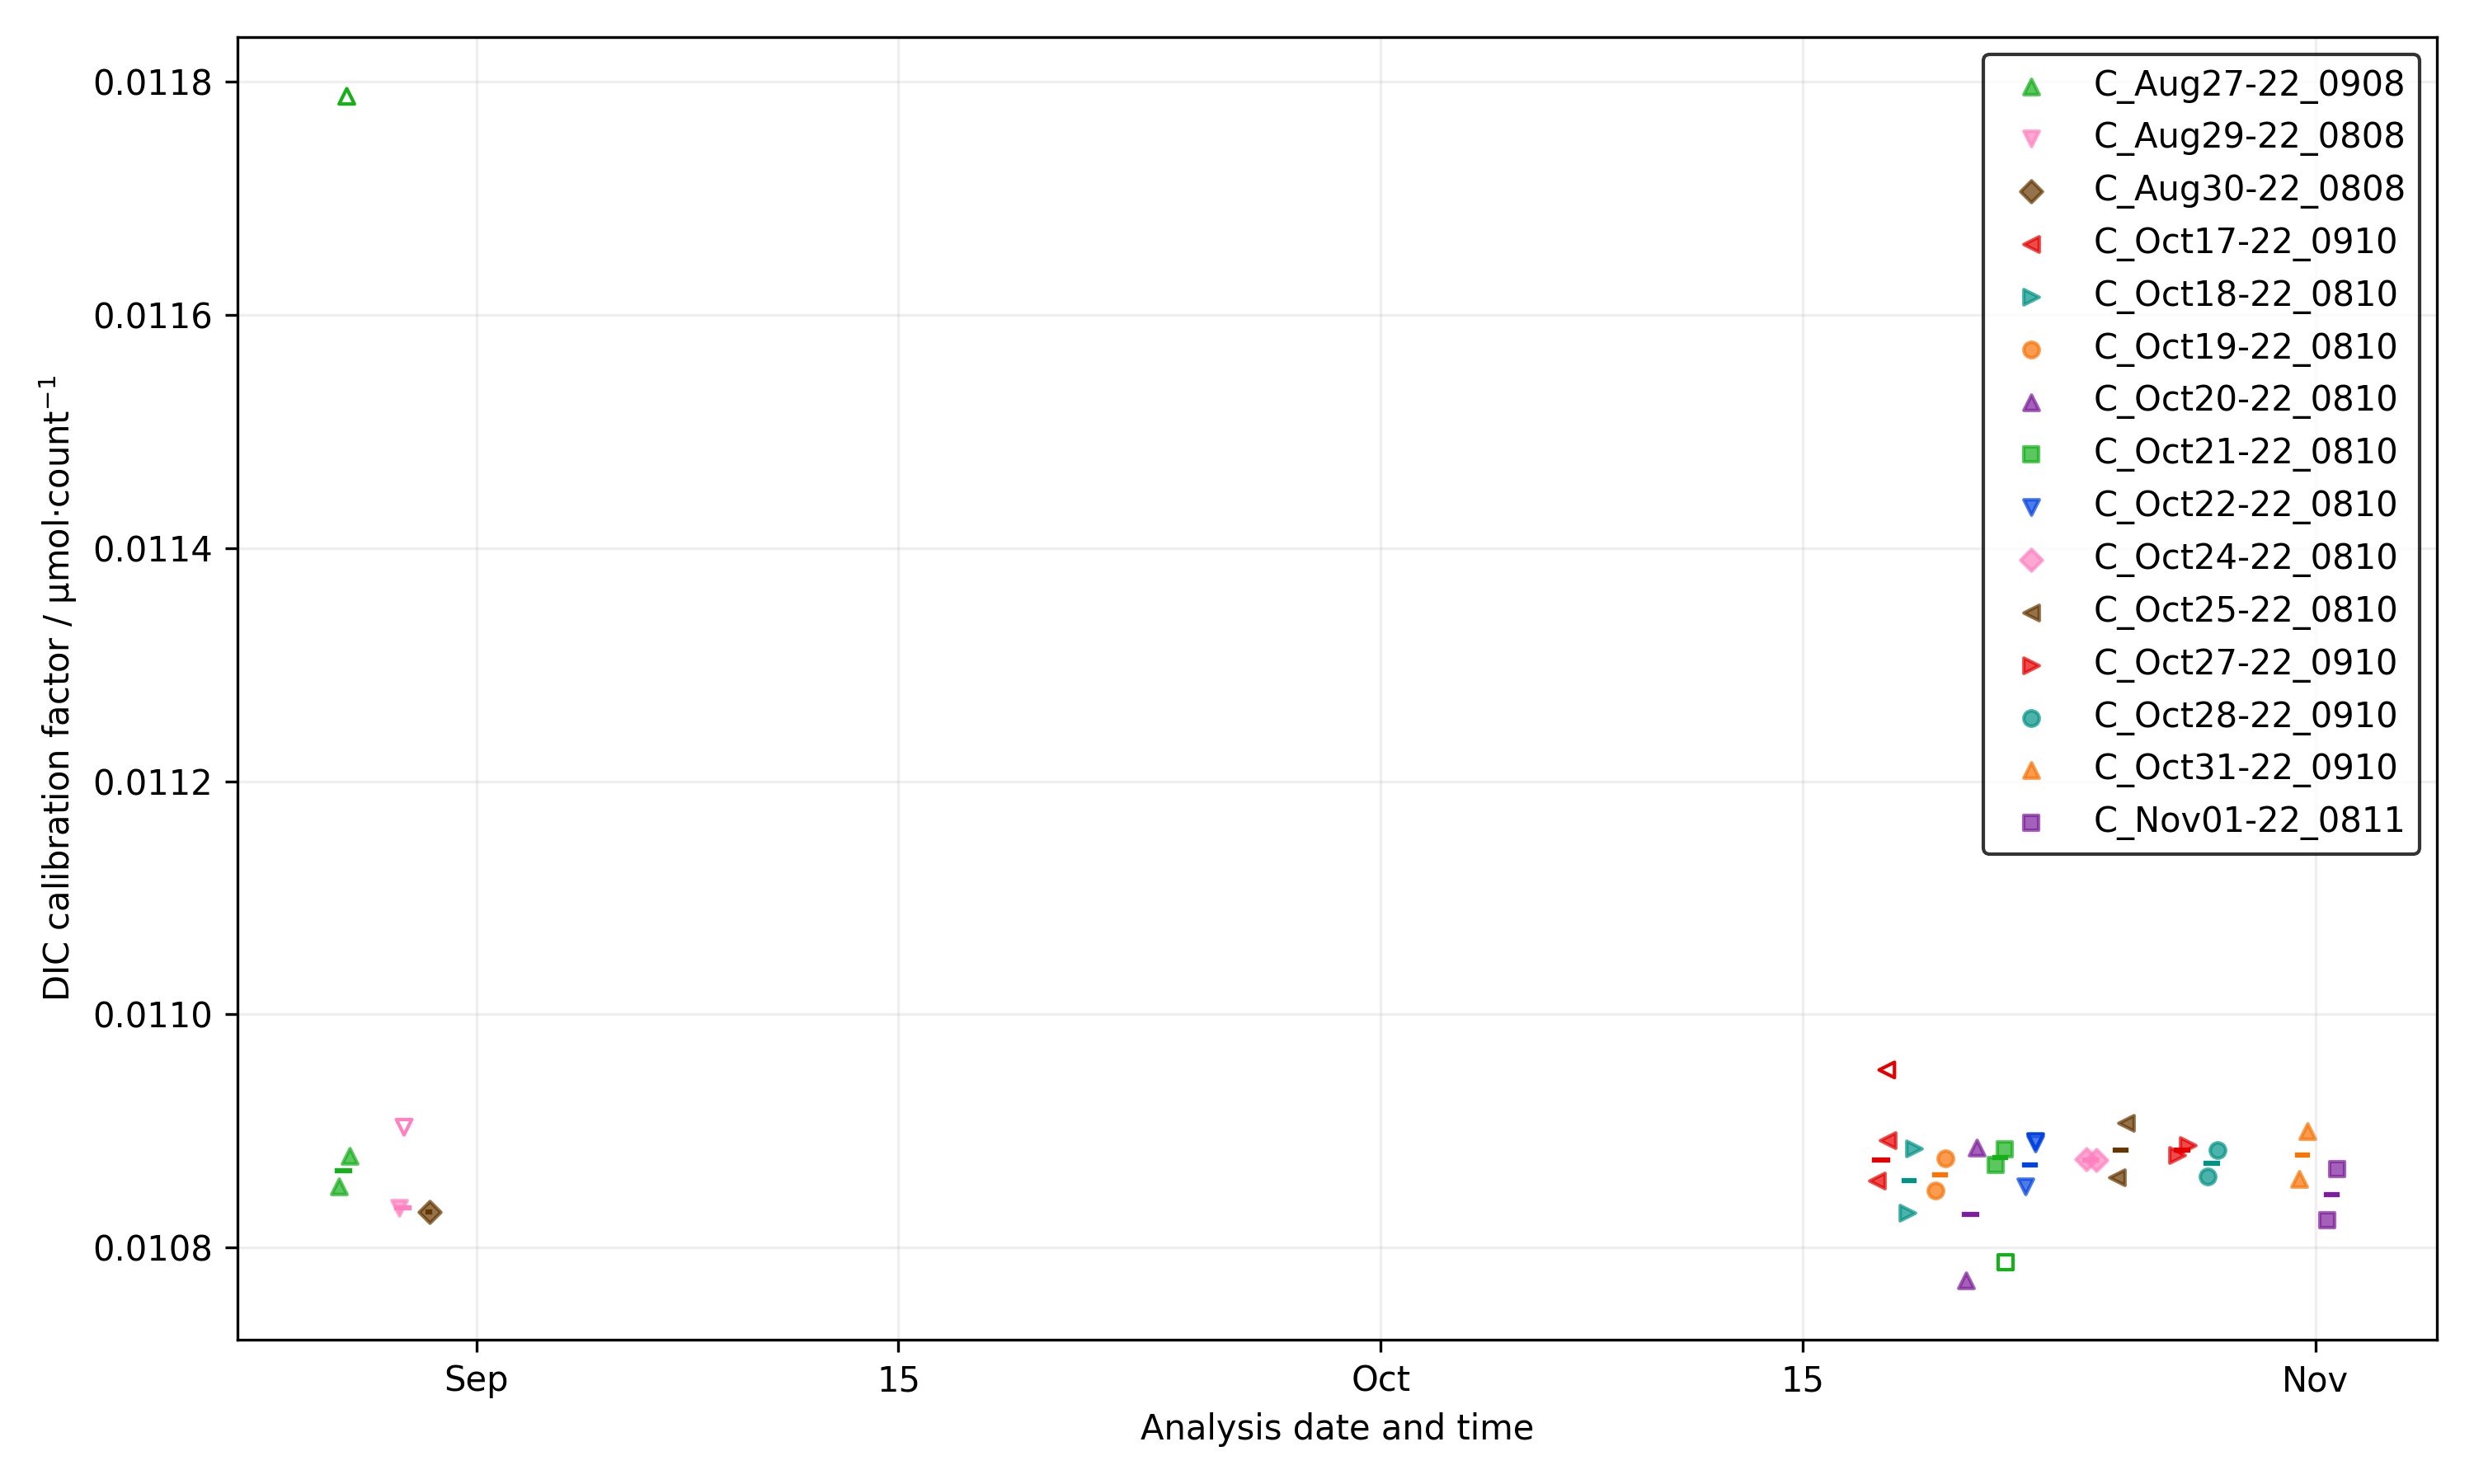 0.0118
0.0116
0.0114
0.0112
0.0110
0.0108
DIC calibration factor / µmol·count⁻¹
Sep
15
Oct
15
Nov
Analysis date and time
C_Aug27-22_0908
C_Aug29-22_0808
C_Aug30-22_0808
C_Oct17-22_0910
C_Oct18-22_0810
C_Oct19-22_0810
C_Oct20-22_0810
C_Oct21-22_0810
C_Oct22-22_0810
C_Oct24-22_0810
C_Oct25-22_0810
C_Oct27-22_0910
C_Oct28-22_0910
C_Oct31-22_0910
C_Nov01-22_0811